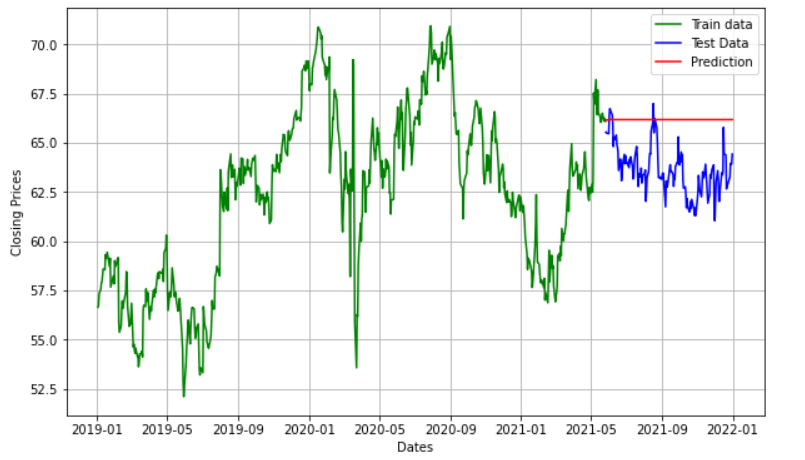 Train data
Test Data
Prediction
Closing Prices
70.0
67.5
65.0
62.5
60.0
57.5
55.0
52.5
2019-01 2019-05 2019-09 2020-01 2020-05 2020-09 2021-01 2021-05 2021-09 2022-01
Dates